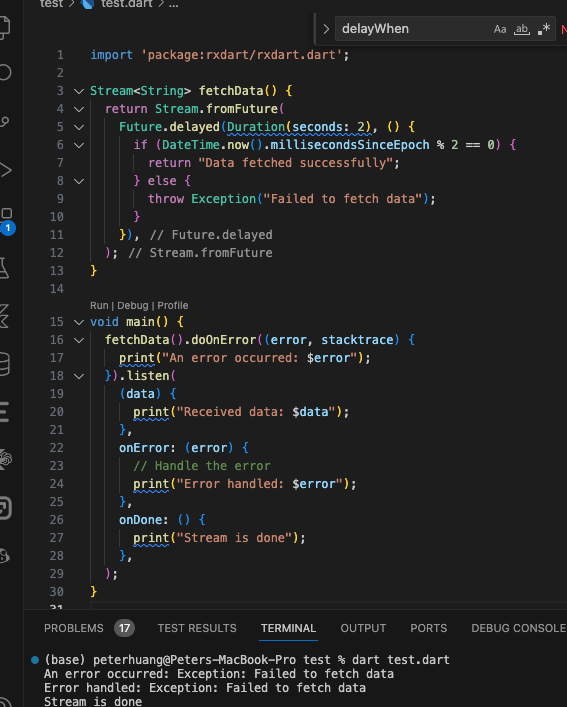 test > test.dart > ...
delayWhen
Aa ab .*
1 import 'package:rxdart/rxdart.dart';
2
3 Stream<String> fetchData() {
4 return Stream.fromFuture(
5 Future.delayed(Duration(seconds: 2), () {
6 if (DateTime.now().millisecondsSinceEpoch % 2 == 0) {
7 return "Data fetched successfully";
8 } else {
9 throw Exception("Failed to fetch data");
10 }
11 }), // Future.delayed
12 ); // Stream.fromFuture
13 }
14
Run | Debug | Profile
15 void main() {
16 fetchData().doOnError((error, stacktrace) {
17 print("An error occurred: $error");
18 }).listen(
19 (data) {
20 print("Received data: $data");
21 },
22 onError: (error) {
23 // Handle the error
24 print("Error handled: $error");
25 },
26 onDone: () {
27 print("Stream is done");
28 },
29 );
30 }
31
1
PROBLEMS 17 TEST RESULTS TERMINAL OUTPUT PORTS DEBUG CONSOLE
(base) peterhuang@Peters-MacBook-Pro test % dart test.dart
An error occurred: Exception: Failed to fetch data
Error handled: Exception: Failed to fetch data
Stream is done